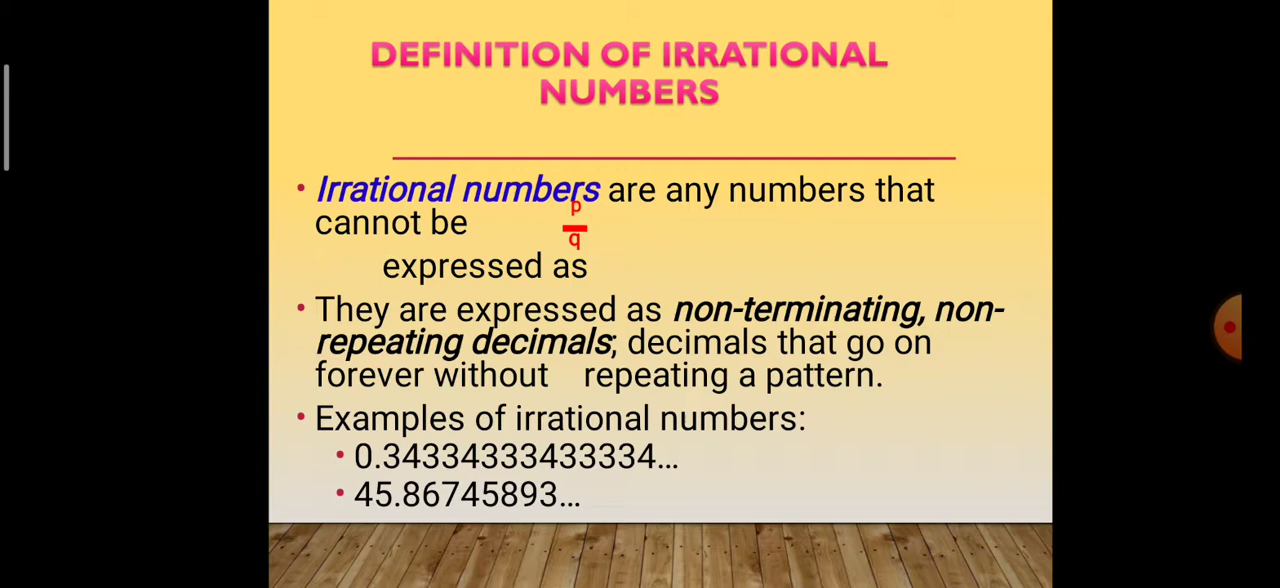 DEFINITION OF IRRATIONAL
NUMBERS
• Irrational numbers are any numbers that
cannot be
p
q
expressed as
• They are expressed as non-terminating, non-
repeating decimals; decimals that go on
forever without repeating a pattern.
• Examples of irrational numbers:
• 0.34334333433334…
• 45.86745893…